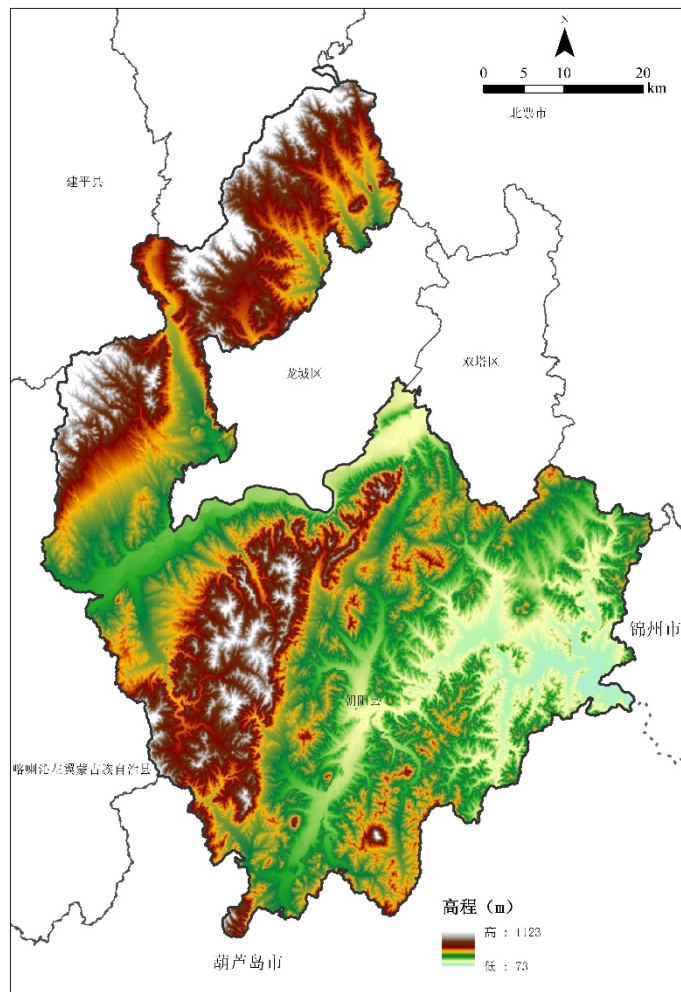 N
0 5 10 20
km
北票市
建平县
龙城区
双塔区
锦州市
朝阳县
喀喇沁左翼蒙古族自治县
高程（m）
高 : 1123
低 : 73
葫芦岛市